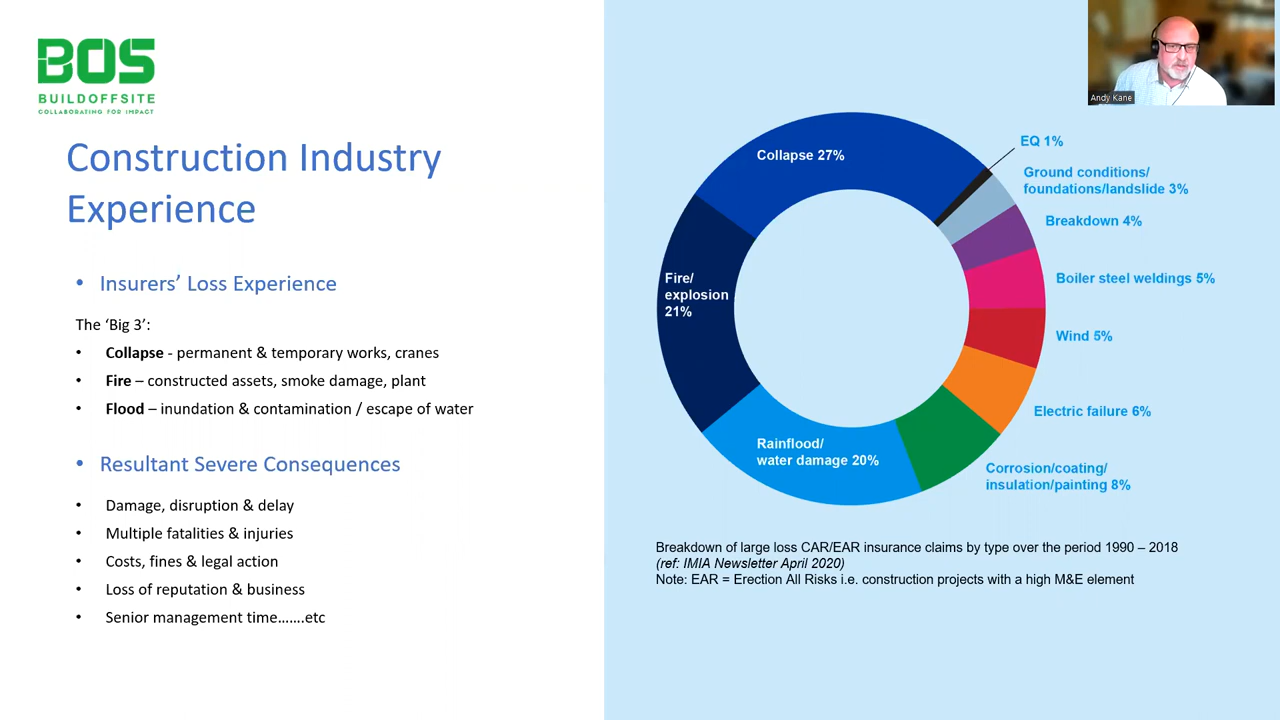 BOS
BUILDOFFSITE
COLLABORATING FOR IMPACT
Construction Industry
Experience
• Insurers’ Loss Experience
The ‘Big 3’:
• Collapse - permanent & temporary works, cranes
• Fire – constructed assets, smoke damage, plant
• Flood – inundation & contamination / escape of water
• Resultant Severe Consequences
• Damage, disruption & delay
• Multiple fatalities & injuries
• Costs, fines & legal action
• Loss of reputation & business
• Senior management time…….etc
Andy Kane
Collapse 27%
EQ 1%
Ground conditions/
foundations/landslide 3%
Breakdown 4%
Boiler steel weldings 5%
Wind 5%
Electric failure 6%
Corrosion/coating/
insulation/painting 8%
Rainflood/
water damage 20%
Fire/
explosion
21%
Breakdown of large loss CAR/EAR insurance claims by type over the period 1990 – 2018
(ref: IMIA Newsletter April 2020)
Note: EAR = Erection All Risks i.e. construction projects with a high M&E element